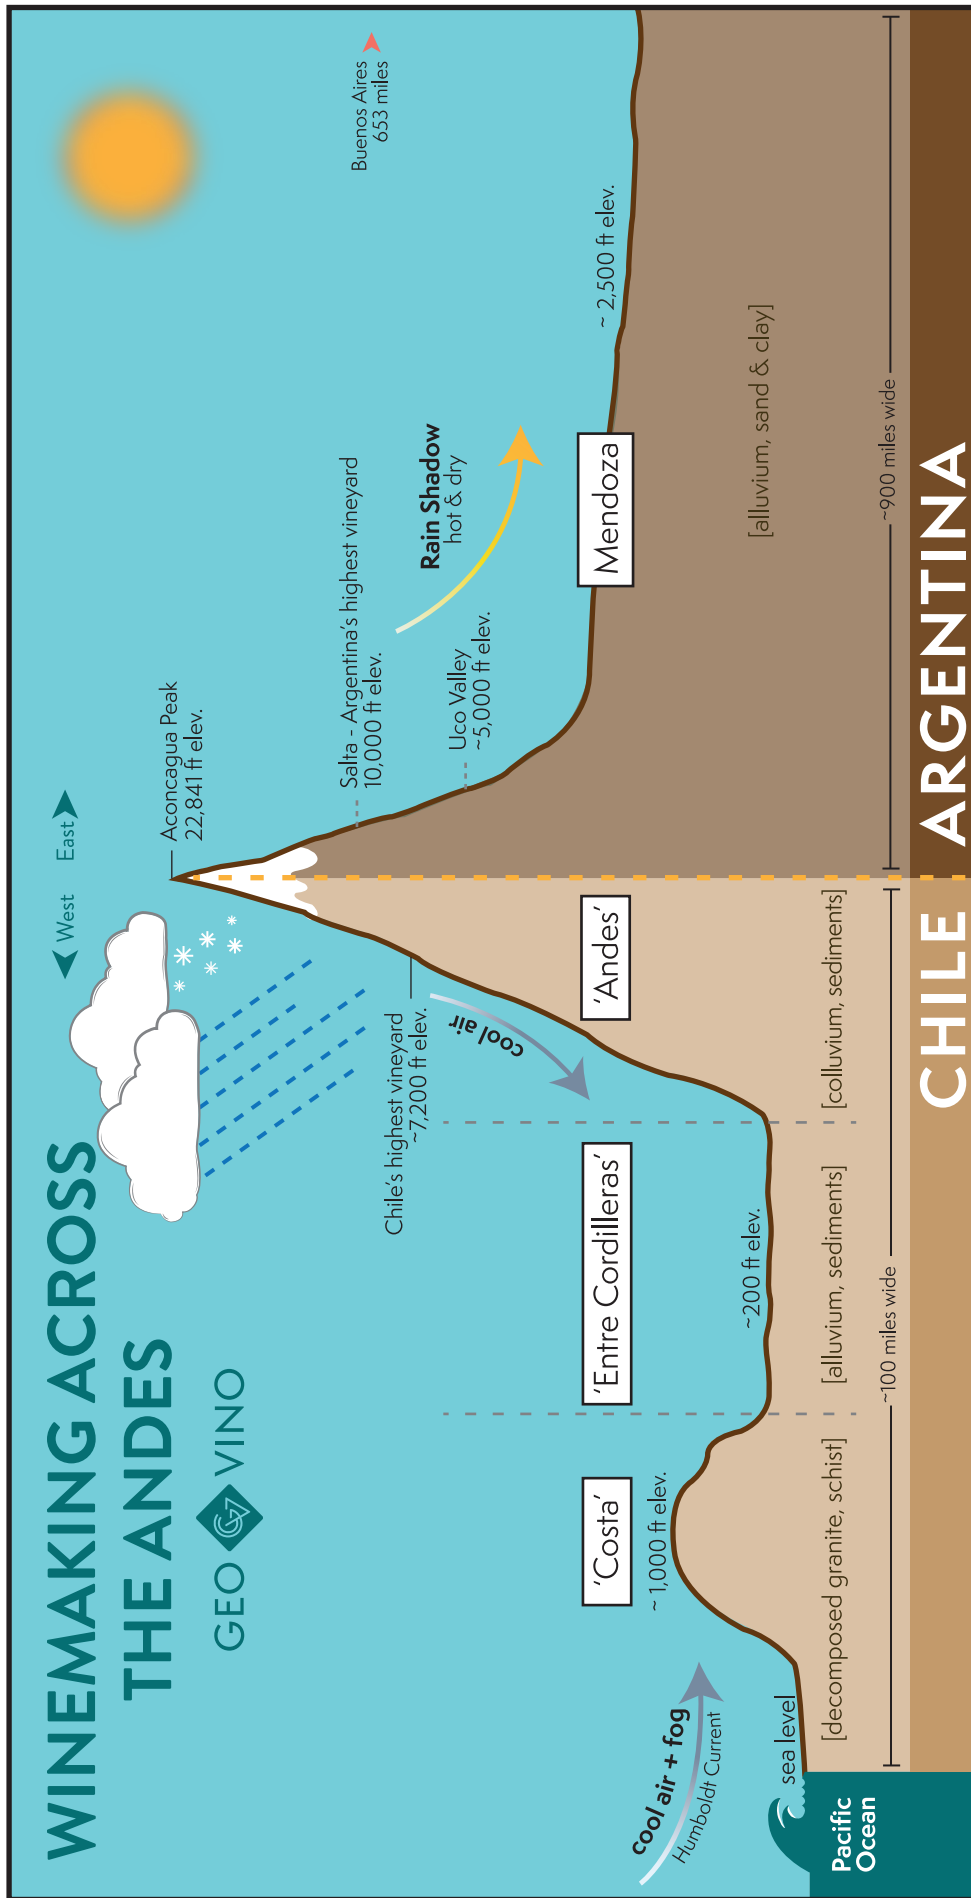 WINEMAKING ACROSS
THE ANDES
GEO VINO
West East
Aconcagua Peak
22,841 ft elev.
Buenos Aires
653 miles
Salta - Argentina's highest vineyard
10,000 ft elev.
Chile's highest vineyard
~7,200 ft elev.
cool air
Rain Shadow
hot & dry
Uco Valley
~5,000 ft elev.
'Costa'
'Entre Cordilleras'
'Andes'
Mendoza
~ 1,000 ft elev.
~ 2,500 ft elev.
cool air + fog
Humboldt Current
~200 ft elev.
sea level
[decomposed granite, schist]
[alluvium, sediments]
[colluvium, sediments]
[alluvium, sand & clay]
Pacific
Ocean
~100 miles wide
~900 miles wide
CHILE ARGENTINA